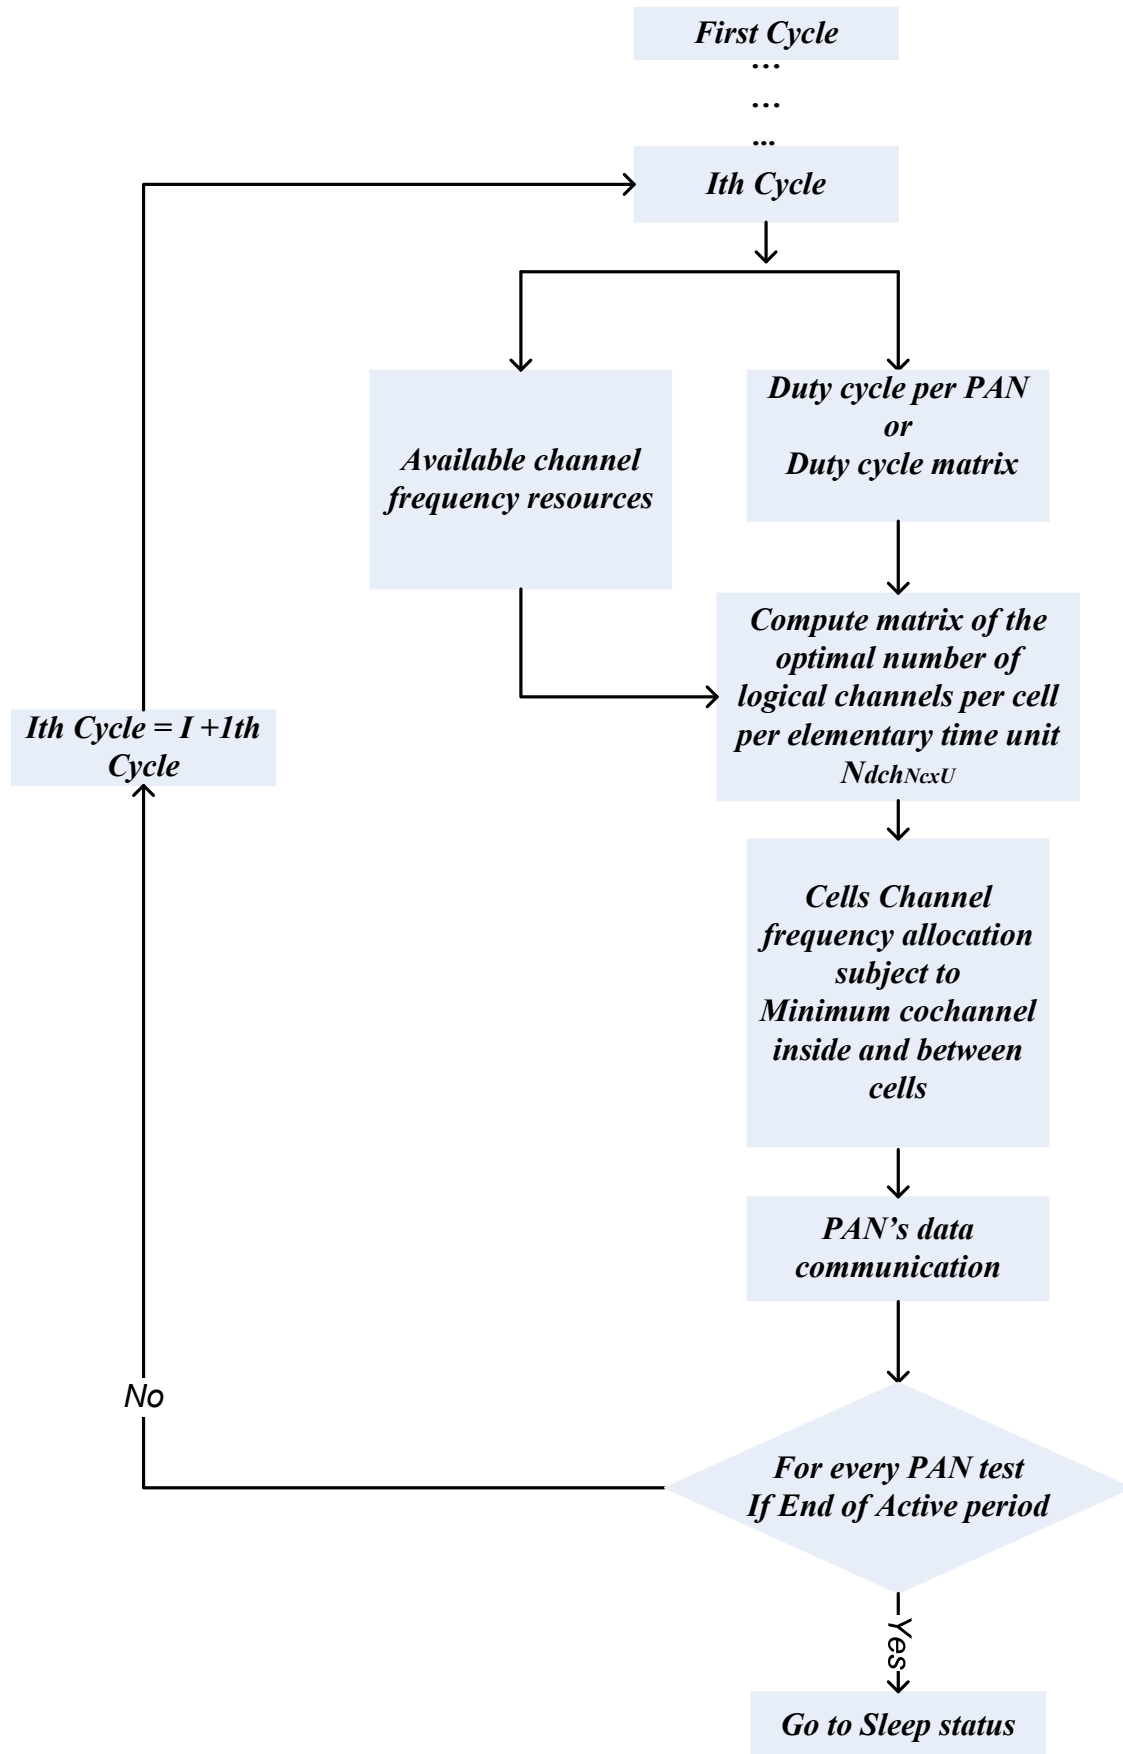 First Cycle
...
...
...
Ith Cycle
Available channel
frequency resources
Duty cycle per PAN
or
Duty cycle matrix
Compute matrix of the
optimal number of
logical channels per cell
per elementary time unit
NdchNcxU
Ith Cycle = I +1th
Cycle
Cells Channel
frequency allocation
subject to
Minimum cochannel
inside and between
cells
PAN’s data
communication
No
For every PAN test
If End of Active period
Yes
Go to Sleep status